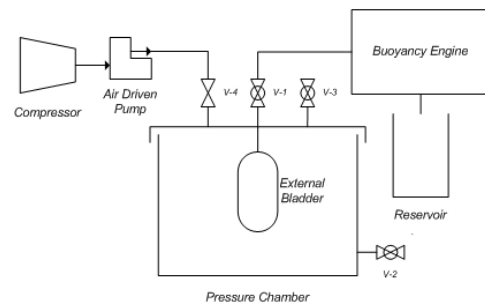 Buoyancy Engine
Air Driven
Pump
Compressor
V-4
V-1
V-3
External
Bladder
Reservoir
V-2
Pressure Chamber